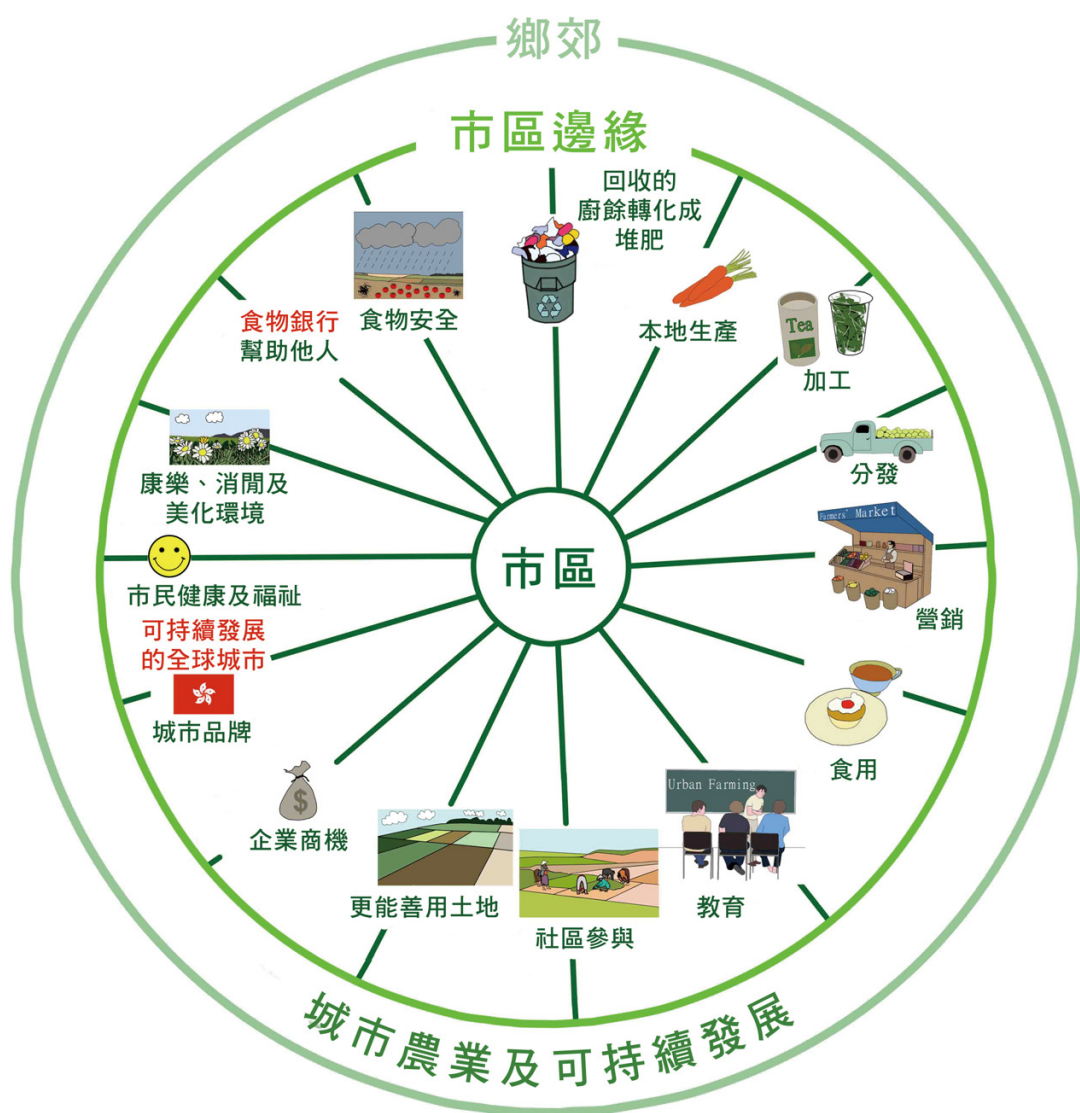 鄉郊
市區邊緣
回收的
廚餘轉化成
堆肥
本地生產
Tea
加工
分發
Farmers' Market
營銷
食用
Urban Farming
教育
社區參與
更能善用土地
$
企業商機
可持續發展
的全球城市
城市品牌
市民健康及福祉
康樂、消閒及
美化環境
食物銀行
幫助他人
食物安全
市區
城市農業及可持續發展